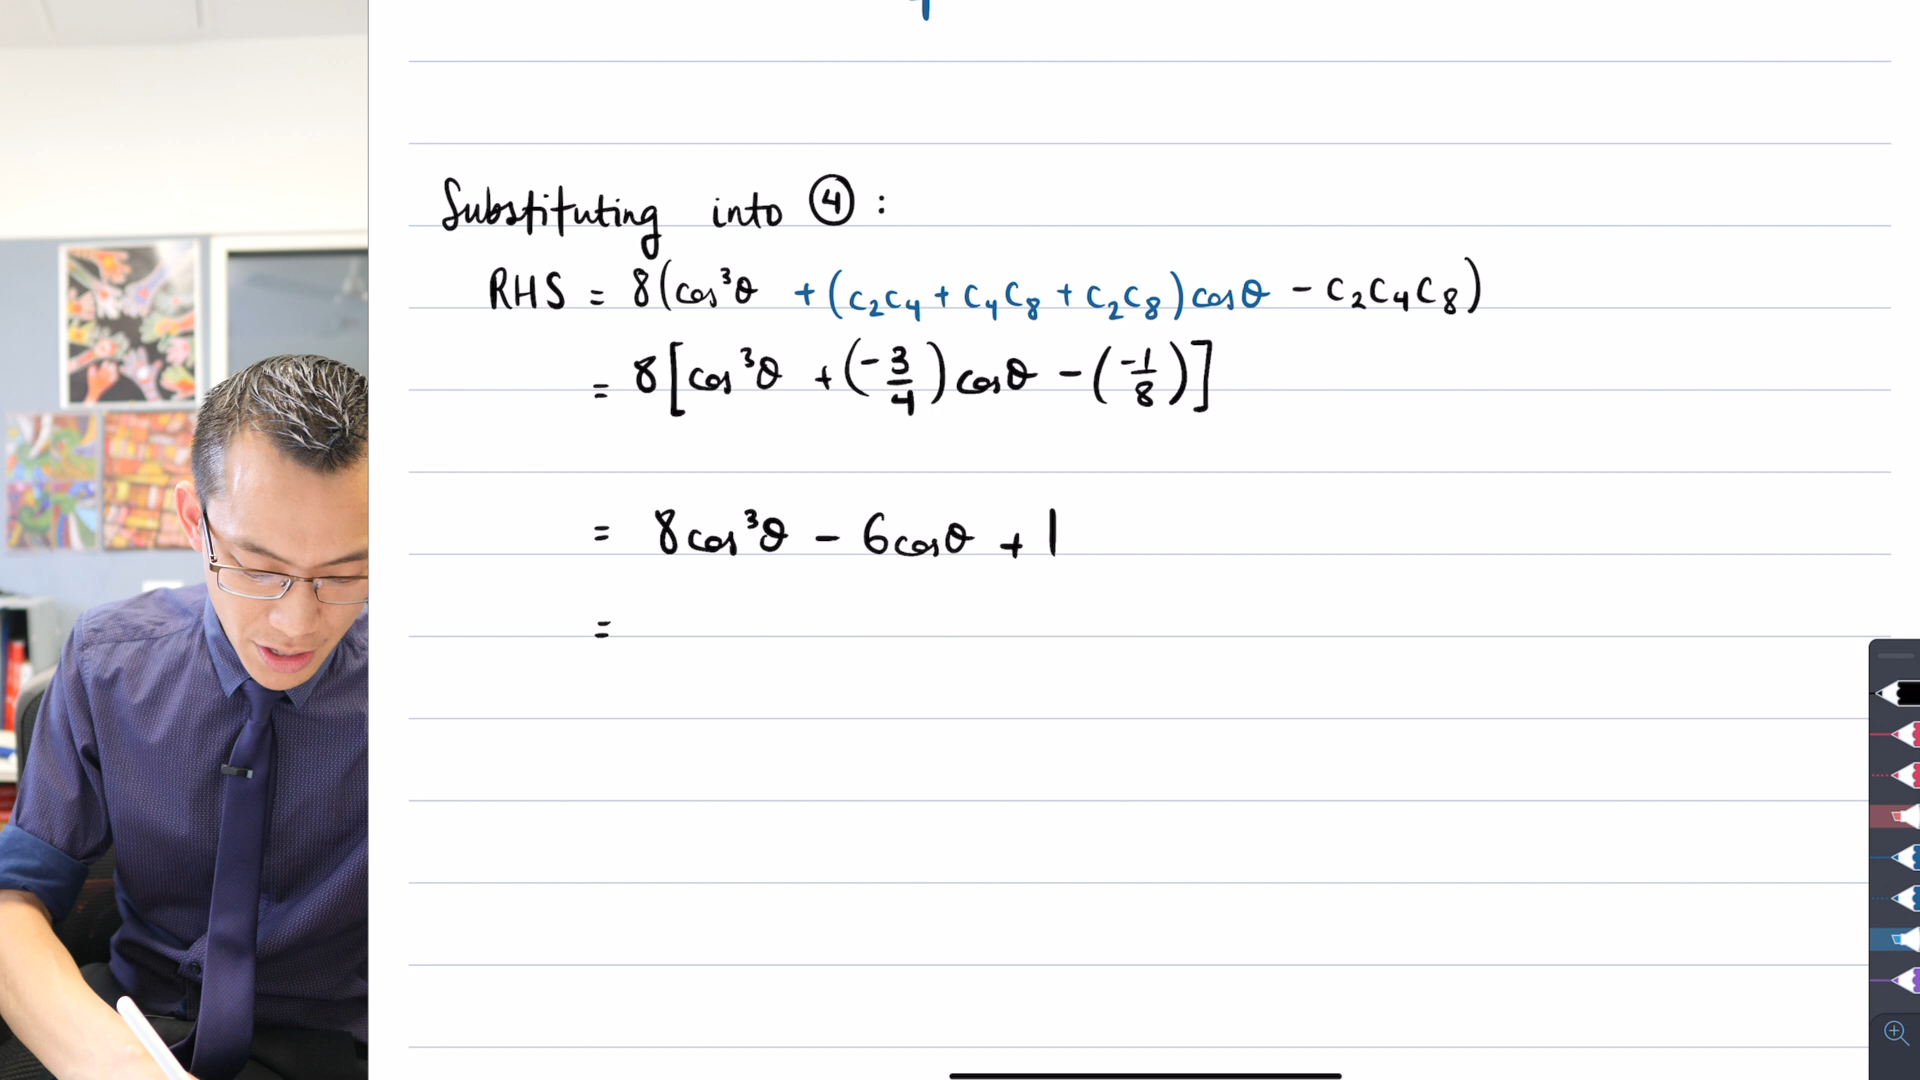 Substituting into ④ :
RHS = 8(cos³θ + (c₂c₄ + c₄c₈ + c₂c₈) cosθ - c₂c₄c₈)
= 8[cos³θ + (-3/4) cosθ - (-1/8)]
= 8cos³θ - 6cosθ + 1
=